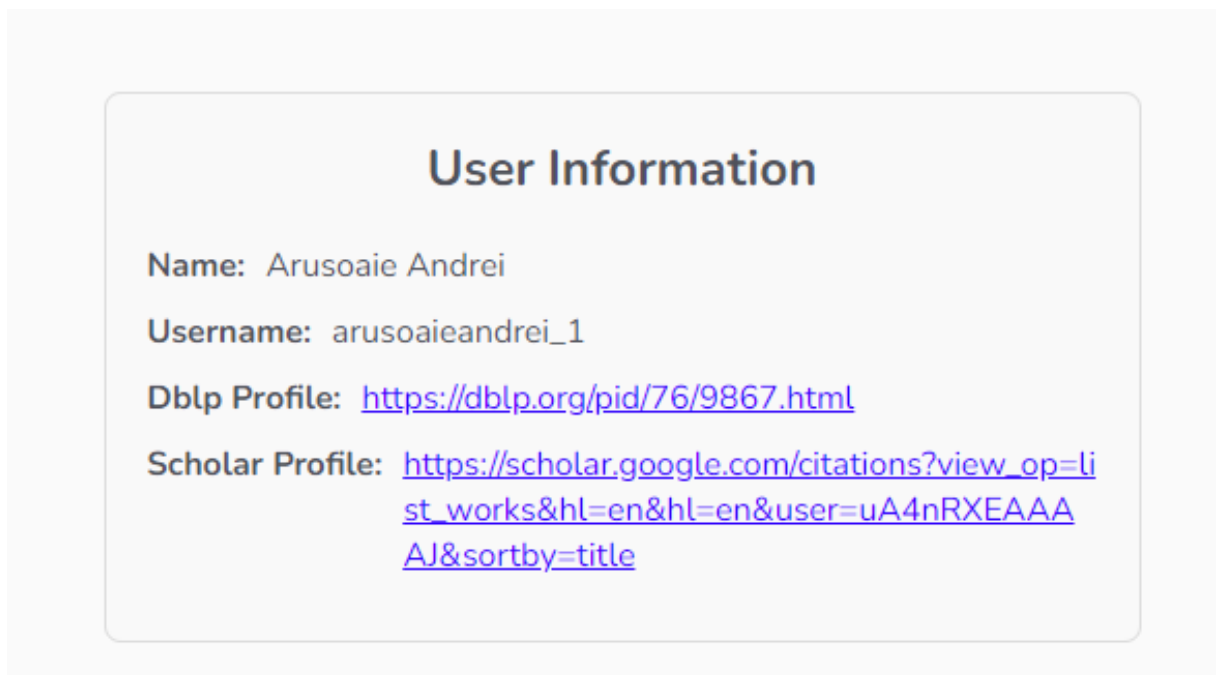 User Information
Name: Arusoaie Andrei
Username: arusoaieandrei_1
Dblp Profile: https://dblp.org/pid/76/9867.html
Scholar Profile: https://scholar.google.com/citations?view_op=li
st_works&hl=en&hl=en&user=uA4nRXEAAA
AJ&sortby=title